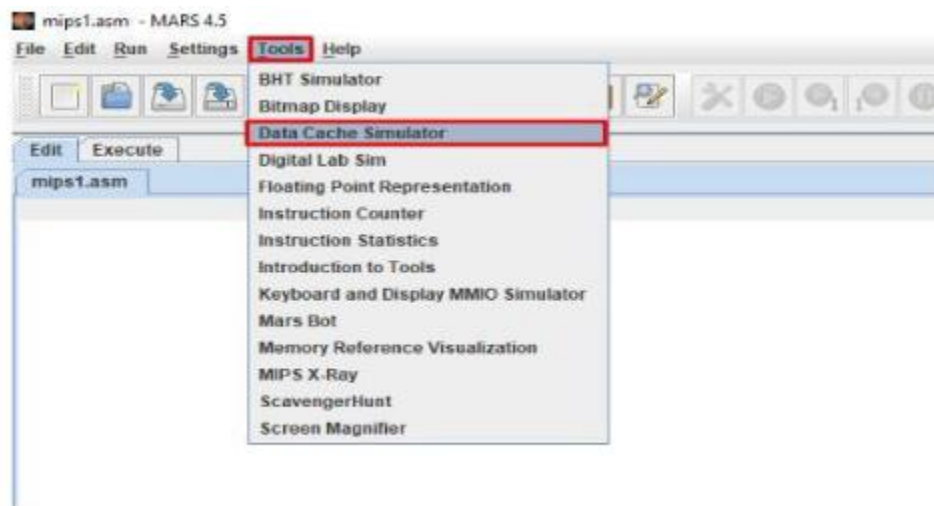 mips1.asm - MARS 4.5
File Edit Run Settings Tools Help
BHT Simulator
Bitmap Display
Data Cache Simulator
Digital Lab Sim
Floating Point Representation
Instruction Counter
Instruction Statistics
Introduction to Tools
Keyboard and Display MMIO Simulator
Mars Bot
Memory Reference Visualization
MIPS X-Ray
ScavengerHunt
Screen Magnifier
Edit Execute
mips1.asm